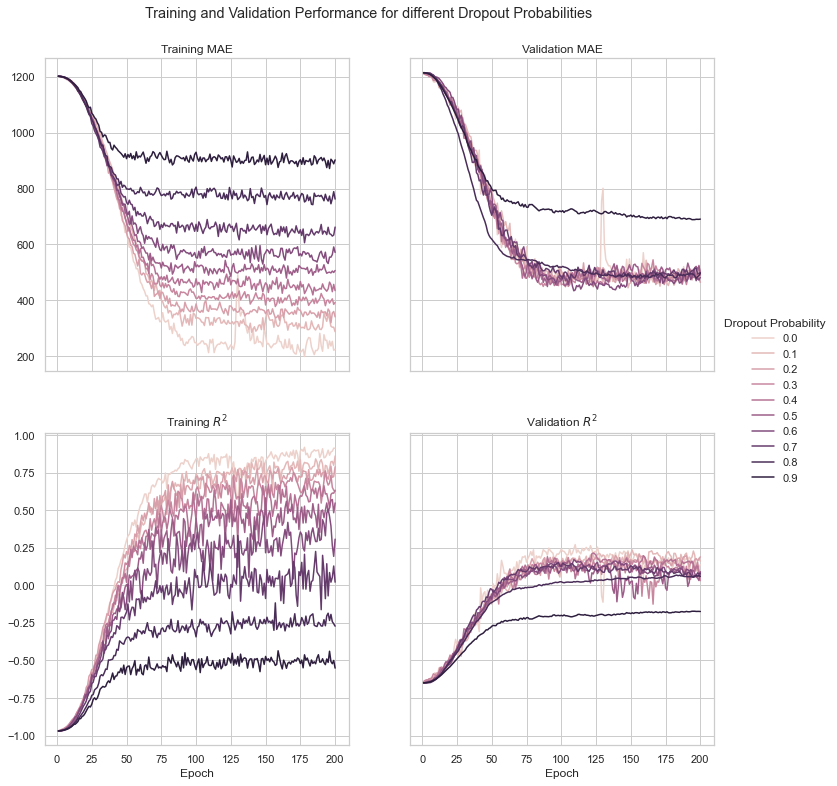 Training and Validation Performance for different Dropout Probabilities
Training MAE
Validation MAE
1200
1000
800
600
400
200
Dropout Probability
0.0
0.1
0.2
0.3
0.4
0.5
0.6
0.7
0.8
0.9
Training $R^2$
Validation $R^2$
1.00
0.75
0.50
0.25
0.00
−0.25
−0.50
−0.75
−1.00
0 25 50 75 100 125 150 175 200
0 25 50 75 100 125 150 175 200
Epoch
Epoch